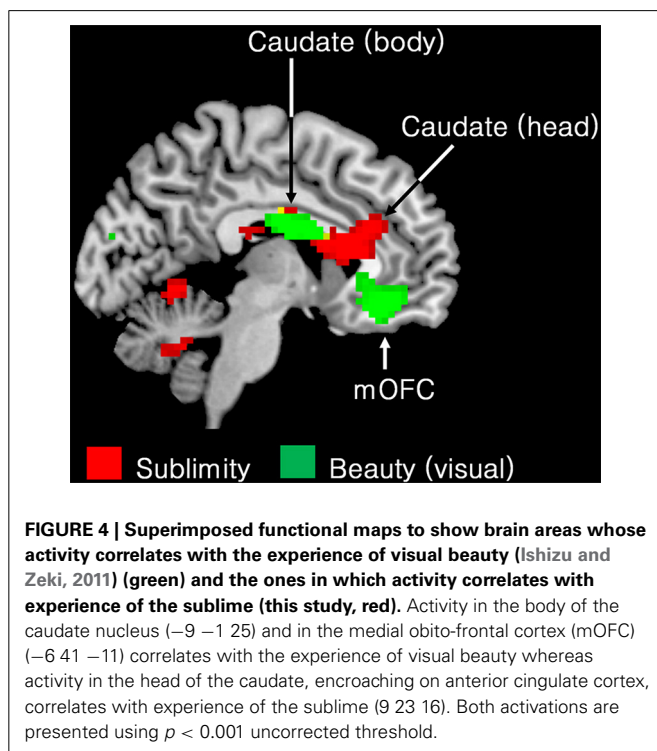 Caudate (body)
Caudate (head)
mOFC
Sublimity Beauty (visual)
FIGURE 4 | Superimposed functional maps to show brain areas whose
activity correlates with the experience of visual beauty (Ishizu and
Zeki, 2011) (green) and the ones in which activity correlates with
experience of the sublime (this study, red). Activity in the body of the
caudate nucleus (−9 −1 25) and in the medial obito-frontal cortex (mOFC)
(−6 41 −11) correlates with the experience of visual beauty whereas
activity in the head of the caudate, encroaching on anterior cingulate cortex,
correlates with experience of the sublime (9 23 16). Both activations are
presented using p < 0.001 uncorrected threshold.